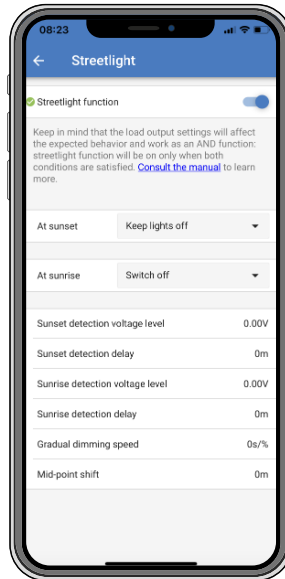 08:23
Streetlight
Streetlight function
Keep in mind that the load output settings will affect
the expected behavior and work as an AND function:
streetlight function will be on only when both
conditions are satisfied. Consult the manual to learn
more.
At sunset Keep lights off
At sunrise Switch off
Sunset detection voltage level 0.00V
Sunset detection delay 0m
Sunrise detection voltage level 0.00V
Sunrise detection delay 0m
Gradual dimming speed 0s/%
Mid-point shift 0m